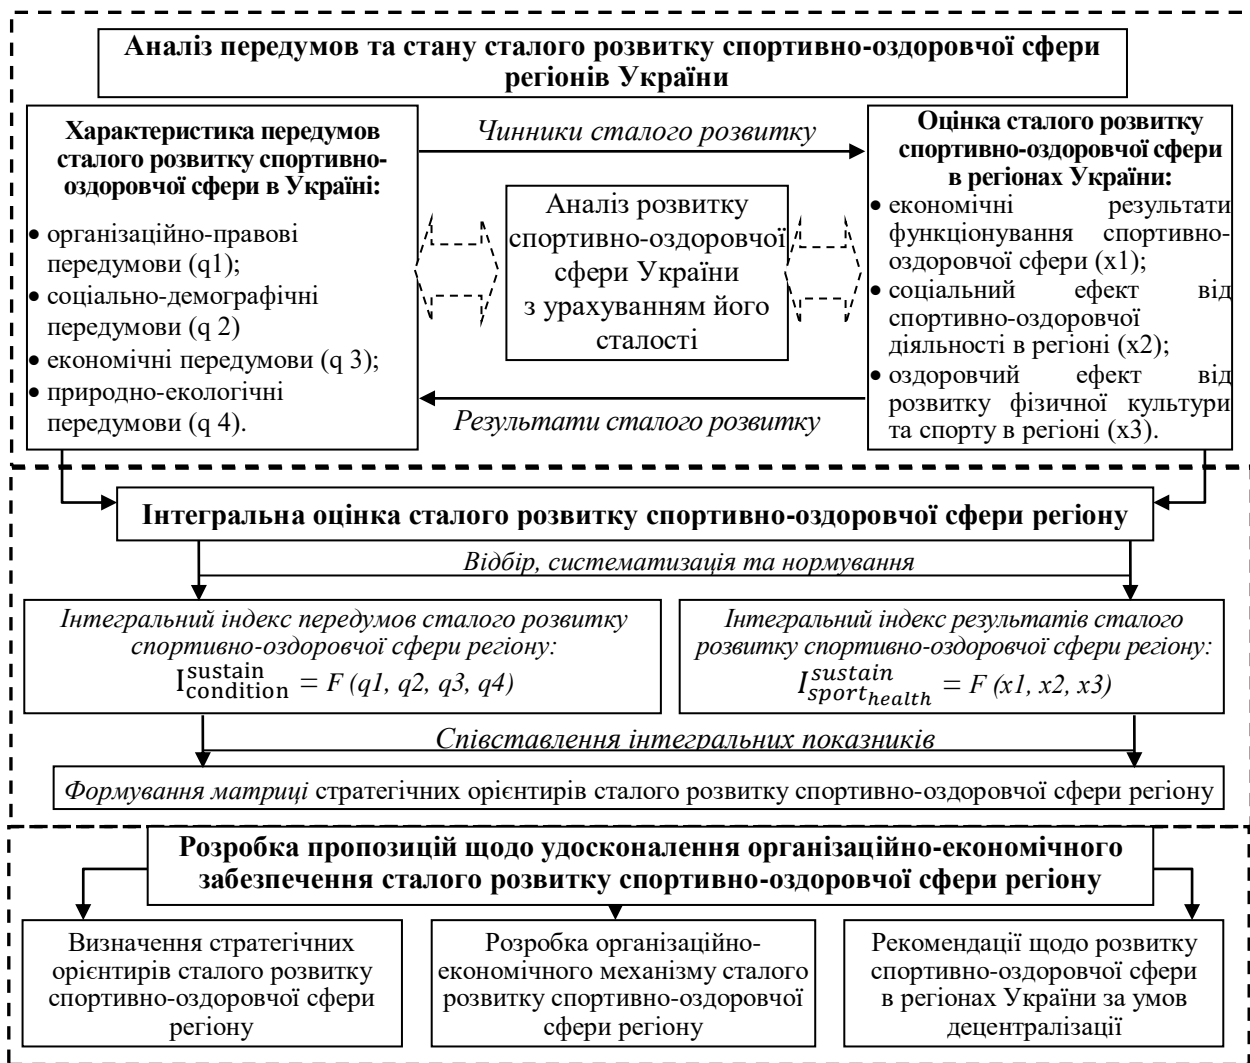 Аналіз передумов та стану сталого розвитку спортивно-оздоровчої сфери
регіонів України
Характеристика передумов
сталого розвитку спортивно-
оздоровчої сфери в Україні:
• організаційно-правові
передумови (q1);
• соціально-демографічні
передумови (q 2)
• економічні передумови (q 3);
• природно-екологічні
передумови (q 4).
Чинники сталого розвитку
Аналіз розвитку
спортивно-оздоровчої
сфери України
з урахуванням його
сталості
Результати сталого розвитку
Оцінка сталого розвитку
спортивно-оздоровчої сфери
в регіонах України:
• економічні результати
функціонування спортивно-
оздоровчої сфери (x1);
• соціальний ефект від
спортивно-оздоровчої
діяльності в регіоні (x2);
• оздоровчий ефект від
розвитку фізичної культури
та спорту в регіоні (x3).
Інтегральна оцінка сталого розвитку спортивно-оздоровчої сфери регіону
Відбір, систематизація та нормування
Інтегральний індекс передумов сталого розвитку
спортивно-оздоровчої сфери регіону:
I_condition^sustain = F (q1, q2, q3, q4)
Інтегральний індекс результатів сталого
розвитку спортивно-оздоровчої сфери регіону:
I_sport_health^sustain = F (x1, x2, x3)
Співставлення інтегральних показників
Формування матриці стратегічних орієнтирів сталого розвитку спортивно-оздоровчої сфери регіону
Розробка пропозицій щодо удосконалення організаційно-економічного
забезпечення сталого розвитку спортивно-оздоровчої сфери регіону
Визначення стратегічних
орієнтирів сталого розвитку
спортивно-оздоровчої сфери
регіону
Розробка організаційно-
економічного механізму сталого
розвитку спортивно-оздоровчої
сфери регіону
Рекомендації щодо розвитку
спортивно-оздоровчої сфери
в регіонах України за умов
децентралізації